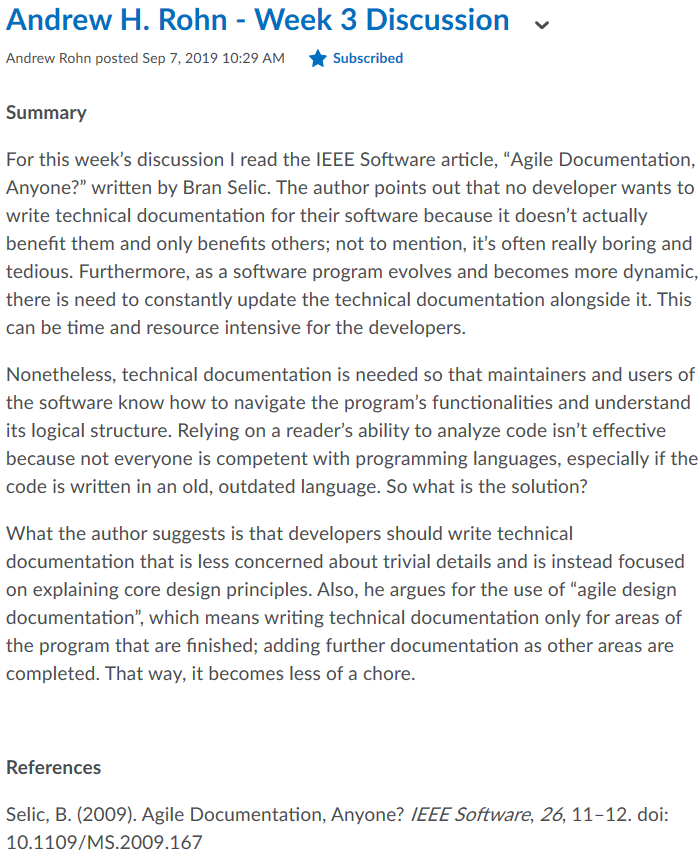 Andrew H. Rohn - Week 3 Discussion
Andrew Rohn posted Sep 7, 2019 10:29 AM Subscribed
Summary
For this week’s discussion I read the IEEE Software article, “Agile Documentation,
Anyone?” written by Bran Selic. The author points out that no developer wants to
write technical documentation for their software because it doesn’t actually
benefit them and only benefits others; not to mention, it’s often really boring and
tedious. Furthermore, as a software program evolves and becomes more dynamic,
there is need to constantly update the technical documentation alongside it. This
can be time and resource intensive for the developers.
Nonetheless, technical documentation is needed so that maintainers and users of
the software know how to navigate the program’s functionalities and understand
its logical structure. Relying on a reader’s ability to analyze code isn’t effective
because not everyone is competent with programming languages, especially if the
code is written in an old, outdated language. So what is the solution?
What the author suggests is that developers should write technical
documentation that is less concerned about trivial details and is instead focused
on explaining core design principles. Also, he argues for the use of “agile design
documentation”, which means writing technical documentation only for areas of
the program that are finished; adding further documentation as other areas are
completed. That way, it becomes less of a chore.
References
Selic, B. (2009). Agile Documentation, Anyone? IEEE Software, 26, 11–12. doi:
10.1109/MS.2009.167